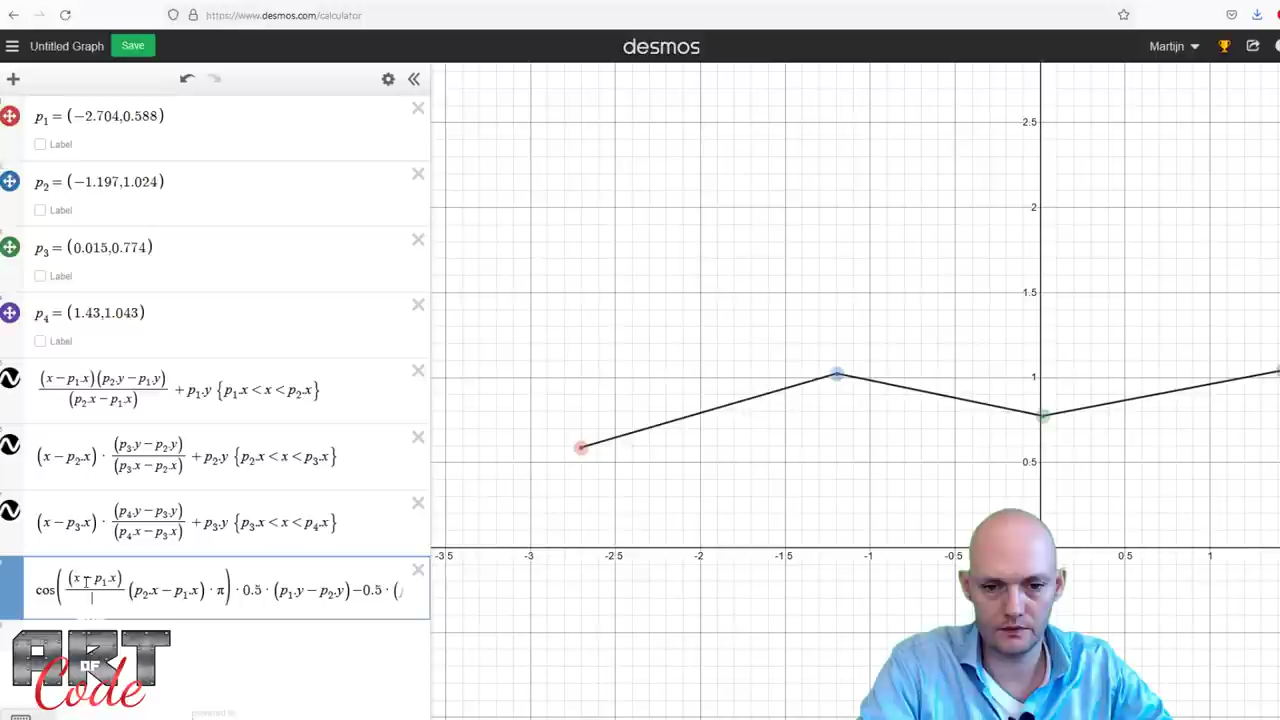 https://www.desmos.com/calculator
Untitled Graph
Save
desmos
Martijn
p₁ = (−2.704,0.588)
Label
p₂ = (−1.197,1.024)
Label
p₃ = (0.015,0.774)
Label
p₄ = (1.43,1.043)
Label
(x−p₁.x)(p₂.y−p₁.y)
(p₂.x−p₁.x)
+ p₁.y {p₁.x < x < p₂.x}
(x−p₂.x) · (p₃.y−p₂.y)
(p₃.x−p₂.x)
+ p₂.y {p₂.x < x < p₃.x}
(x−p₃.x) · (p₄.y−p₃.y)
(p₄.x−p₃.x)
+ p₃.y {p₃.x < x < p₄.x}
cos( (x−p₁.x) (p₂.x−p₁.x) · π) · 0.5 · (p₁.y−p₂.y)−0.5 · (
2.5
2
1.5
1
0.5
-3.5 -3 -2.5 -2 -1.5 -1 -0.5 0 0.5 1
ART
OF
Code
powered by